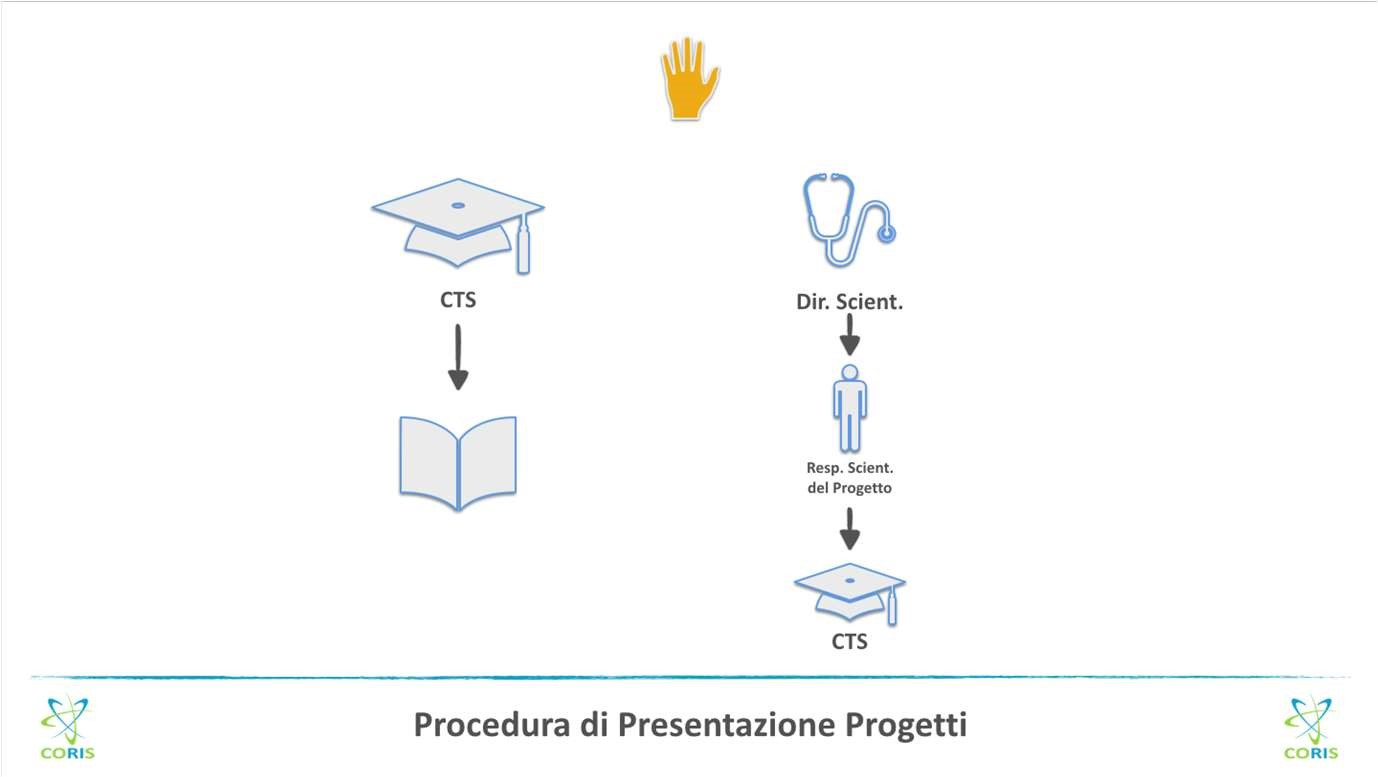 CTS
Dir. Scient.
Resp. Scient.
del Progetto
CTS
Procedura di Presentazione Progetti
CORIS
CORIS